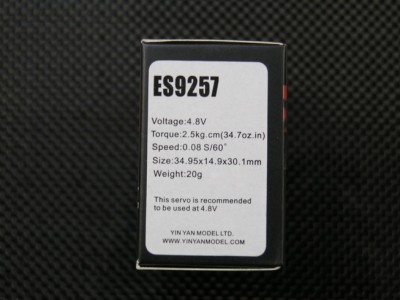 ES9257
Voltage:4.8V
Torque:2.5kg.cm(34.7oz.in)
Speed:0.08 S/60°
Size:34.95x14.9x30.1mm
Weight:20g
This servo is recommended
to be used at 4.8V
YIN YAN MODEL LTD.
WWW.YINYANMODEL.COM